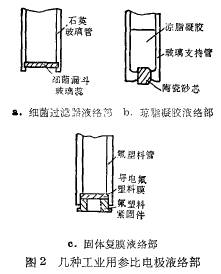 石英
玻璃管
细菌漏斗
玻璃蕊
琼脂凝胶
玻璃支持管
陶瓷砂芯
a. 细菌过滤器液络部 b. 琼脂凝胶液络部
氟塑料管
导电氟
塑料膜
氟塑料
紧固件
c. 固体复膜液络部
图2 几种工业用参比电极液络部